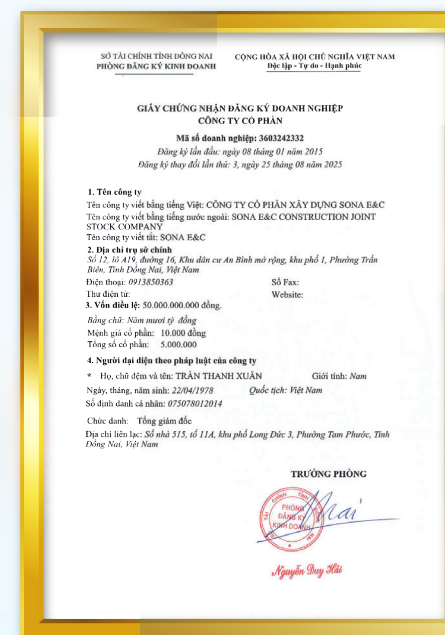 SỞ TÀI CHÍNH TỈNH ĐỒNG NAI
PHÒNG ĐĂNG KÝ KINH DOANH
CỘNG HÒA XÃ HỘI CHỦ NGHĨA VIỆT NAM
Độc lập - Tự do - Hạnh phúc
GIẤY CHỨNG NHẬN ĐĂNG KÝ DOANH NGHIỆP
CÔNG TY CỔ PHẦN
Mã số doanh nghiệp: 3603242332
Đăng ký lần đầu: ngày 08 tháng 01 năm 2015
Đăng ký thay đổi lần thứ: 3, ngày 25 tháng 08 năm 2025
1. Tên công ty
Tên công ty viết bằng tiếng Việt: CÔNG TY CỔ PHẦN XÂY DỰNG SONA E&C
Tên công ty viết bằng tiếng nước ngoài: SONA E&C CONSTRUCTION JOINT
STOCK COMPANY
Tên công ty viết tắt: SONA E&C
2. Địa chỉ trụ sở chính
Số 12, lô A19, đường 16, Khu dân cư An Bình mở rộng, khu phố 1, Phường Trấn
Biên, Tỉnh Đồng Nai, Việt Nam
Điện thoại: 0913850363 Số Fax:
Thư điện tử: Website:
3. Vốn điều lệ: 50.000.000.000 đồng.
Bằng chữ: Năm mươi tỷ đồng
Mệnh giá cổ phần: 10.000 đồng
Tổng số cổ phần: 5.000.000
4. Người đại diện theo pháp luật của công ty
* Họ, chữ đệm và tên: TRẦN THANH XUÂN Giới tính: Nam
Ngày, tháng, năm sinh: 22/04/1978 Quốc tịch: Việt Nam
Số định danh cá nhân: 075078012014
Chức danh: Tổng giám đốc
Địa chỉ liên lạc: Số nhà 515, tổ 11A, khu phố Long Đức 3, Phường Tam Phước, Tỉnh
Đồng Nai, Việt Nam
TRƯỞNG PHÒNG
PHÒNG
ĐĂNG KÝ
KINH DOANH
Nguyễn Duy Hải